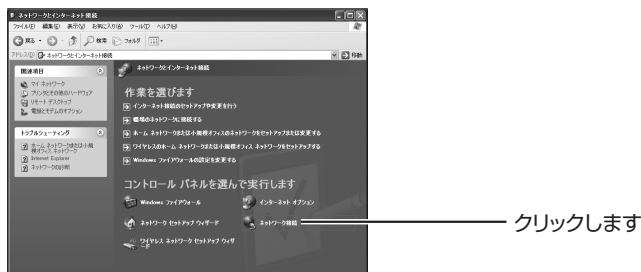 ネットワークとインターネット接続
ファイル(F) 編集(E) 表示(V) お気に入り(A) ツール(T) ヘルプ(H)
戻る 検索 フォルダ
アドレス(D) ネットワークとインターネット接続 移動
関連項目
マイ ネットワーク
プリンタとその他のハードウェア
リモート デスクトップ
電話とモデムのオプション
トラブルシューティング
ホーム ネットワークまたは小規
模オフィス ネットワーク
Internet Explorer
ネットワークの診断
ネットワークとインターネット接続
作業を選びます
インターネット接続のセットアップや変更を行う
職場のネットワークに接続する
ホーム ネットワークまたは小規模オフィスのネットワークをセットアップまたは変更する
ワイヤレスのホーム ネットワークまたは小規模オフィス ネットワークをセットアップする
Windows ファイアウォールの設定を変更する
コントロール パネルを選んで実行します
Windows ファイアウォール
インターネット オプション
ネットワーク セットアップ ウィザード
ネットワーク接続
ワイヤレス ネットワーク セットアップ ウィザ
ード
クリックします